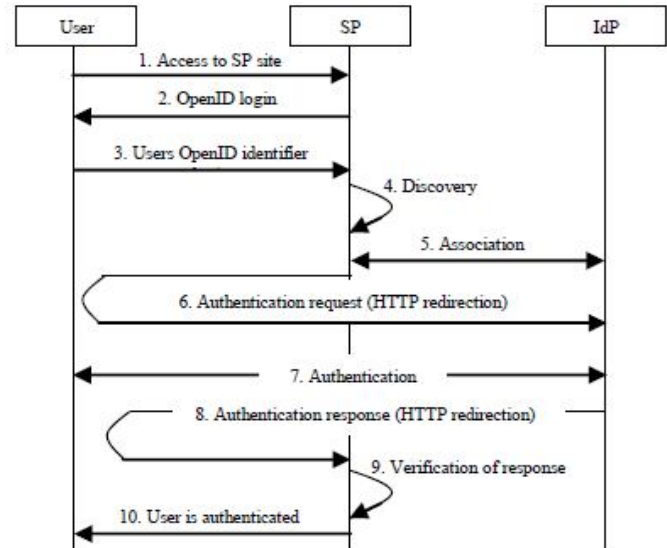 User
SP
IdP
1. Access to SP site
2. OpenID login
3. Users OpenID identifier
4. Discovery
5. Association
6. Authentication request (HTTP redirection)
7. Authentication
8. Authentication response (HTTP redirection)
9. Verification of response
10. User is authenticated